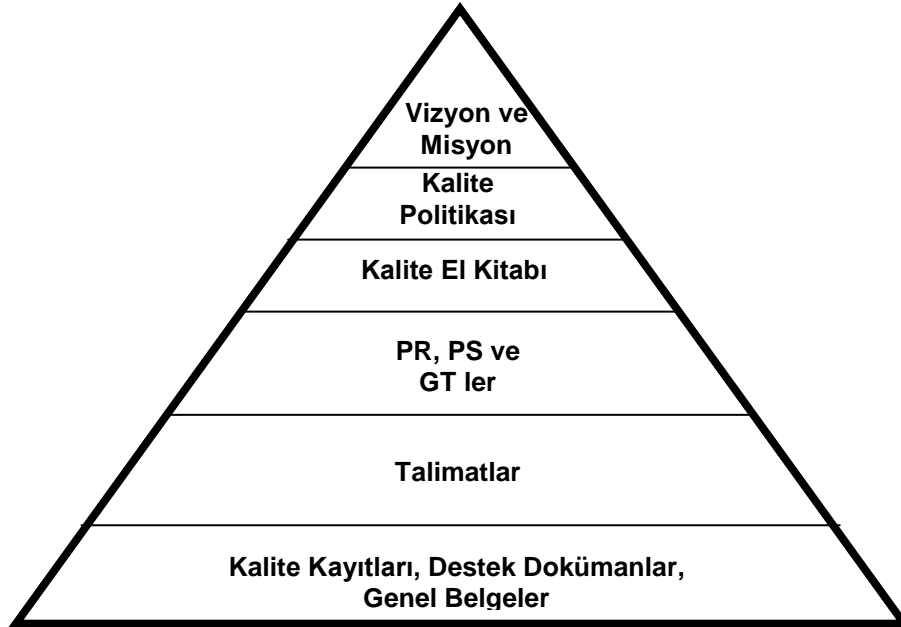 Vizyon ve
Misyon
Kalite
Politikası
Kalite El Kitabı
PR, PS ve
GT ler
Talimatlar
Kalite Kayıtları, Destek Dokümanlar,
Genel Belgeler